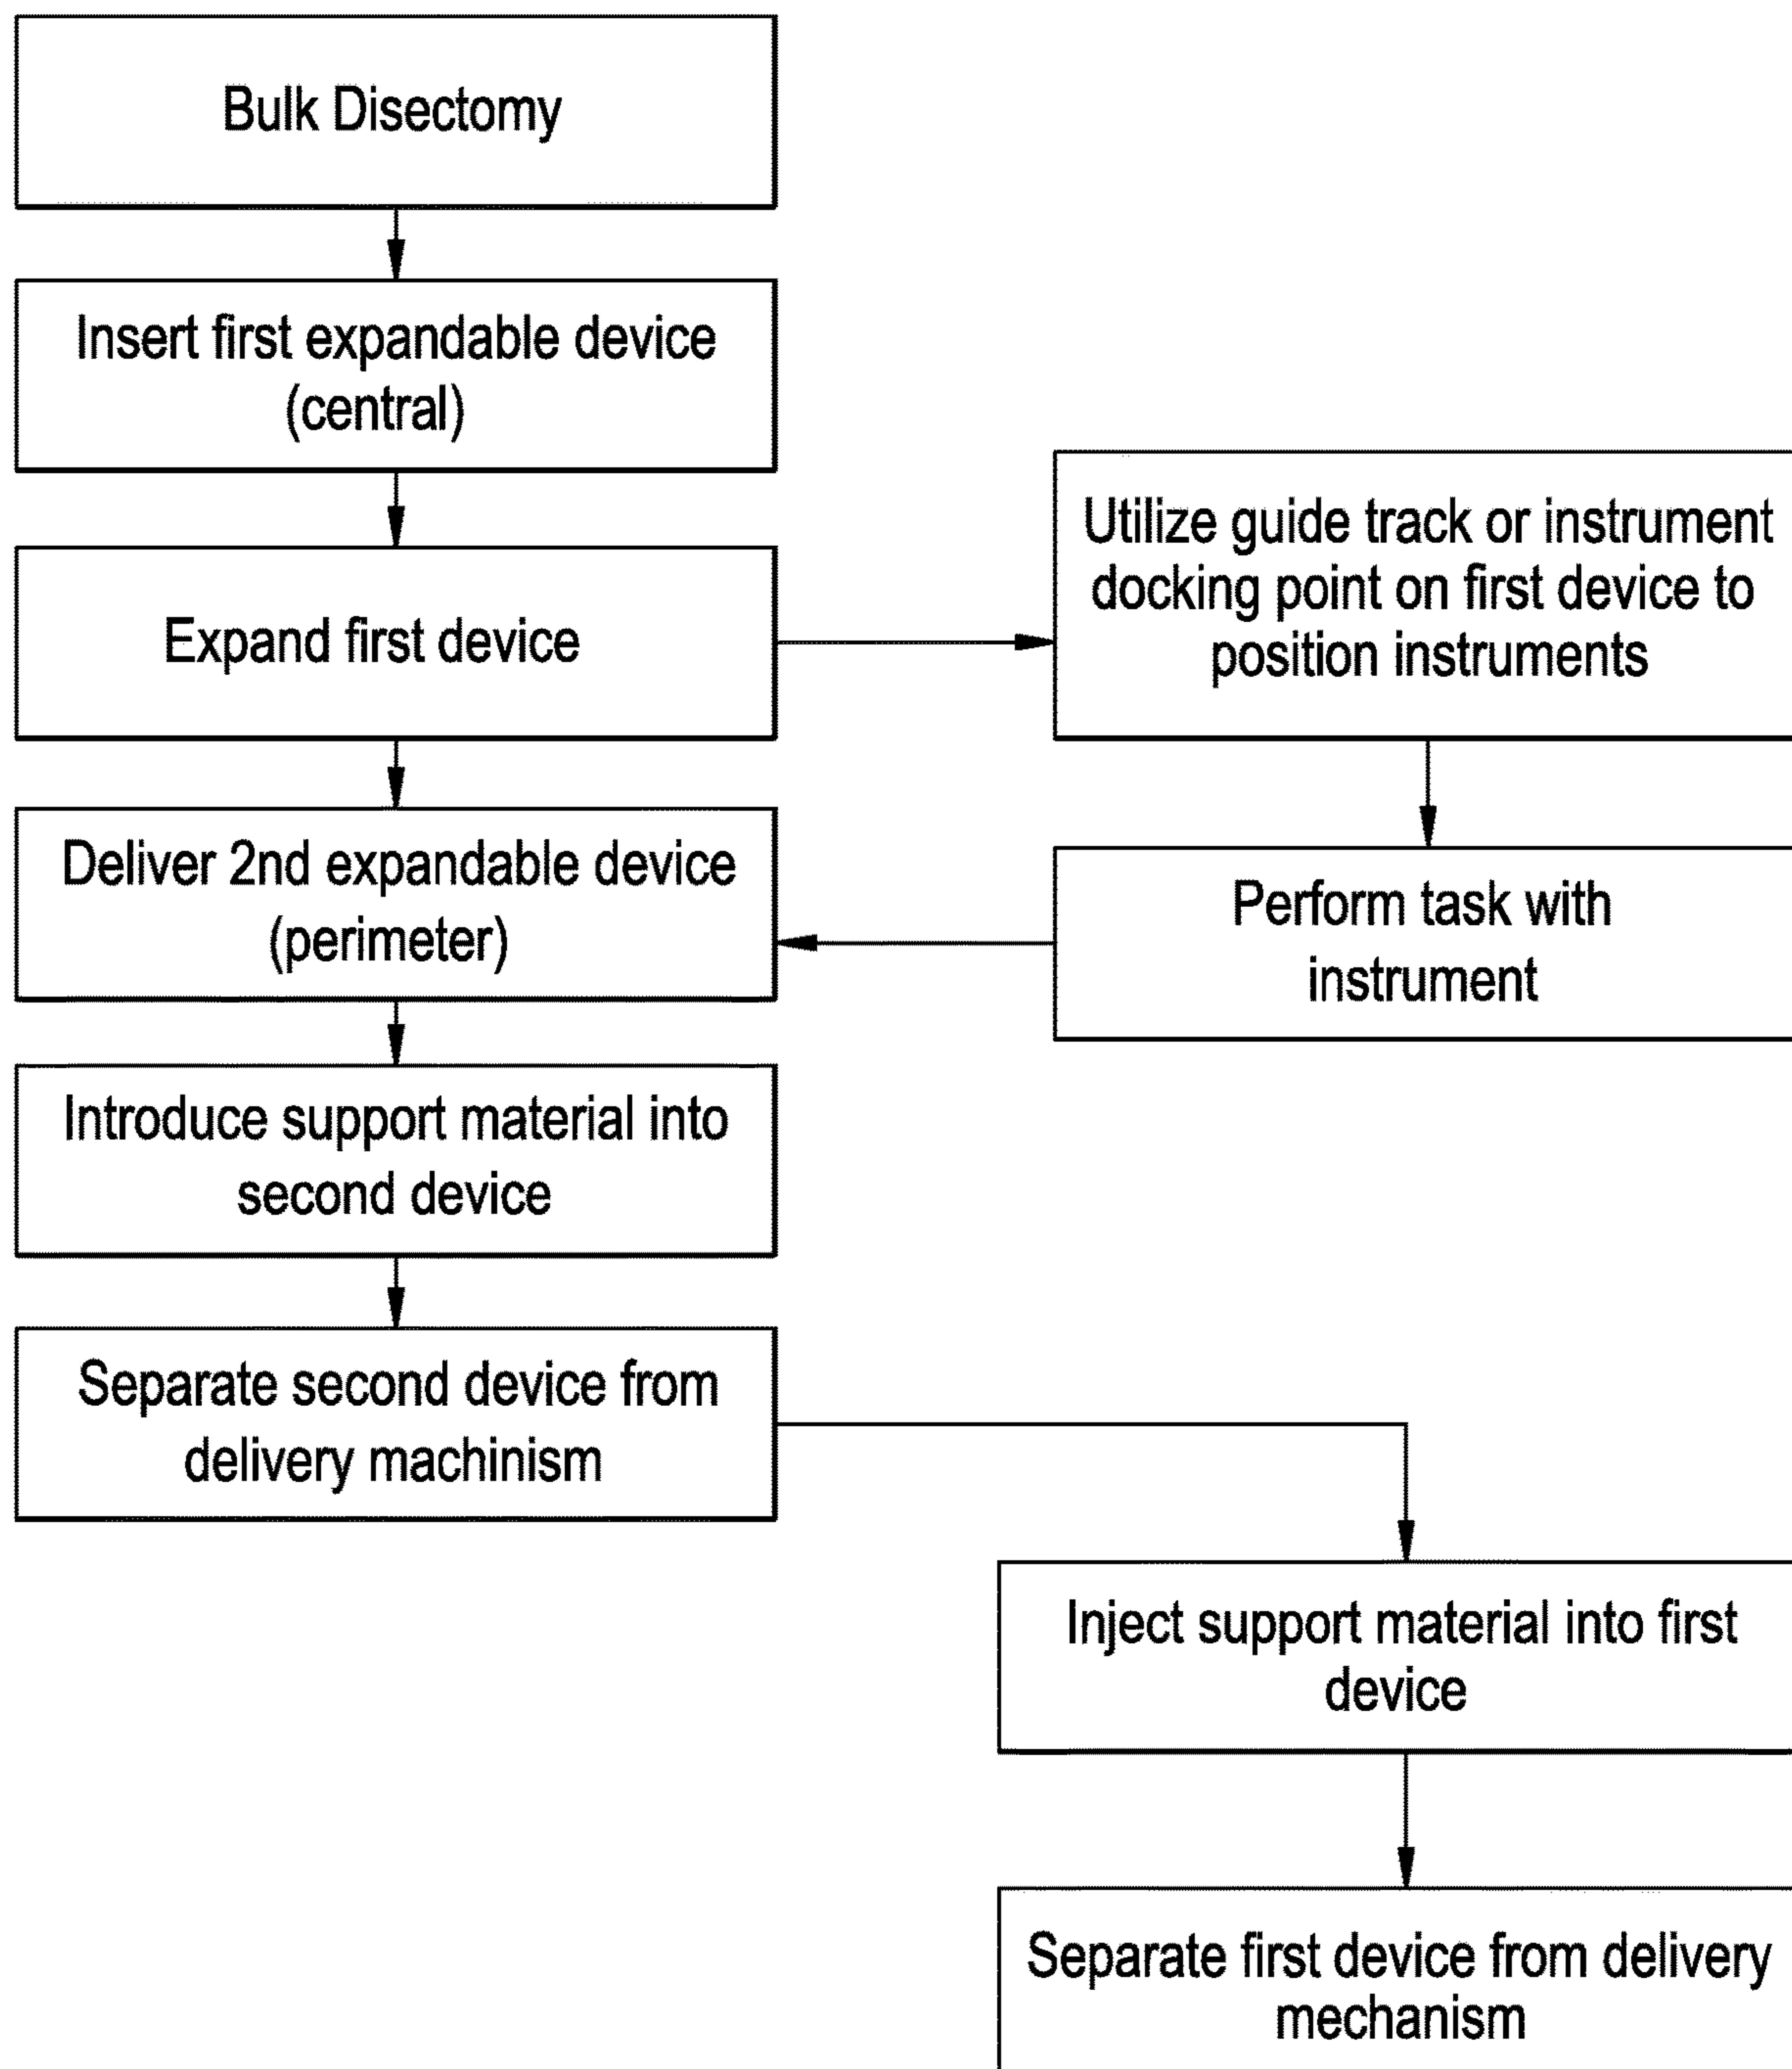 Bulk Disectomy
Insert first expandable device
(central)
Expand first device
Utilize guide track or instrument
docking point on first device to
position instruments
Deliver 2nd expandable device
(perimeter)
Perform task with
instrument
Introduce support material into
second device
Separate second device from
delivery machinism
Inject support material into first
device
Separate first device from delivery
mechanism